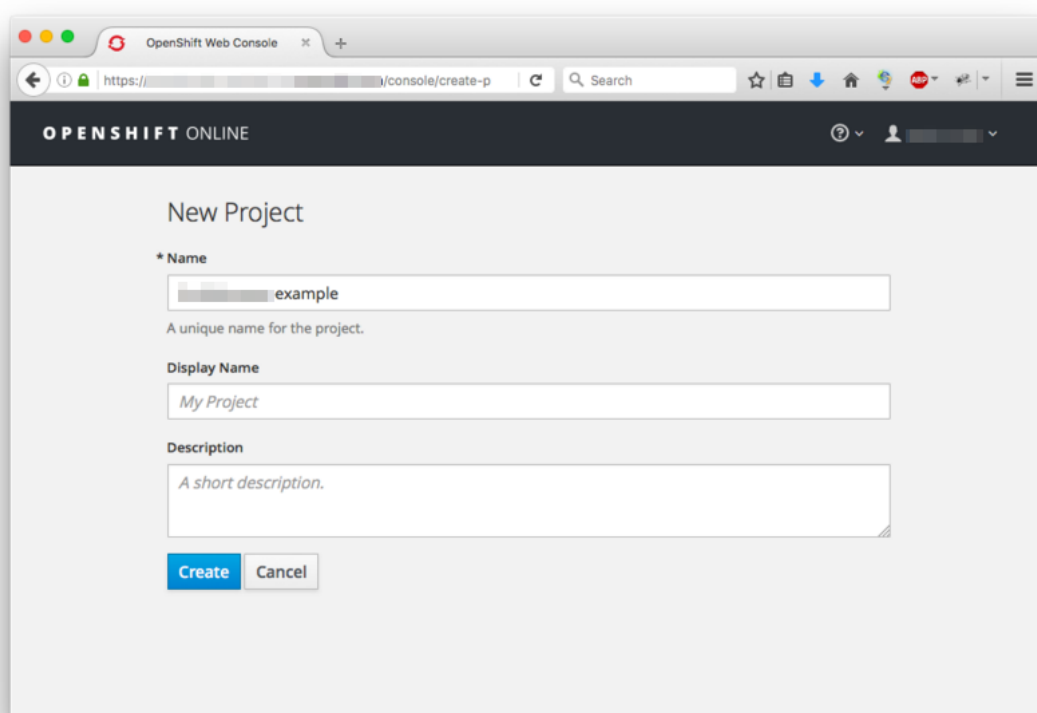 OpenShift Web Console
https:// /console/create-p
Search
ABP
OPENSHIFT ONLINE
New Project
* Name
example
A unique name for the project.
Display Name
My Project
Description
A short description.
Create Cancel